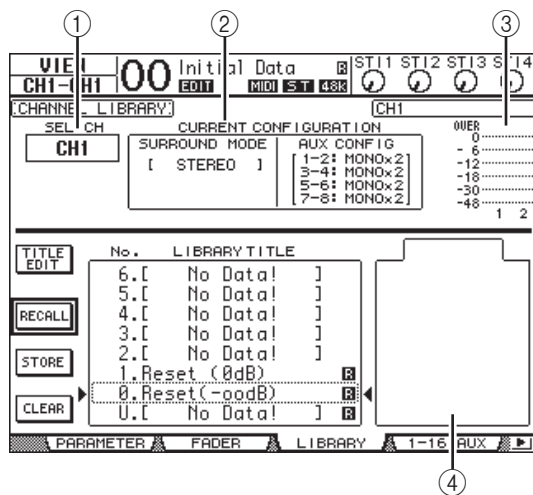 ① ② ③
VIEW 00 Initial Data R ST I1 ST I2 ST I3 ST I4
CH1-CH1 EDIT MIDI ST 48K
[CHANNEL LIBRARY] CH1
SEL CH CURRENT CONFIGURATION
CH1
SURROUND MODE
[ STEREO ]
AUX CONFIG
[ 1-2: MONOx2 ]
[ 3-4: MONOx2 ]
[ 5-6: MONOx2 ]
[ 7-8: MONOx2 ]
OVER
0
- 6
-12
-18
-30
-48
1 2
TITLE EDIT
RECALL
STORE
CLEAR
No. LIBRARY TITLE
6.[ No Data! ]
5.[ No Data! ]
4.[ No Data! ]
3.[ No Data! ]
2.[ No Data! ]
1.Reset (0dB) R
0.Reset(-oodB) R
U.[ No Data! ] R
PARAMETER FADER LIBRARY 1-16 AUX
④